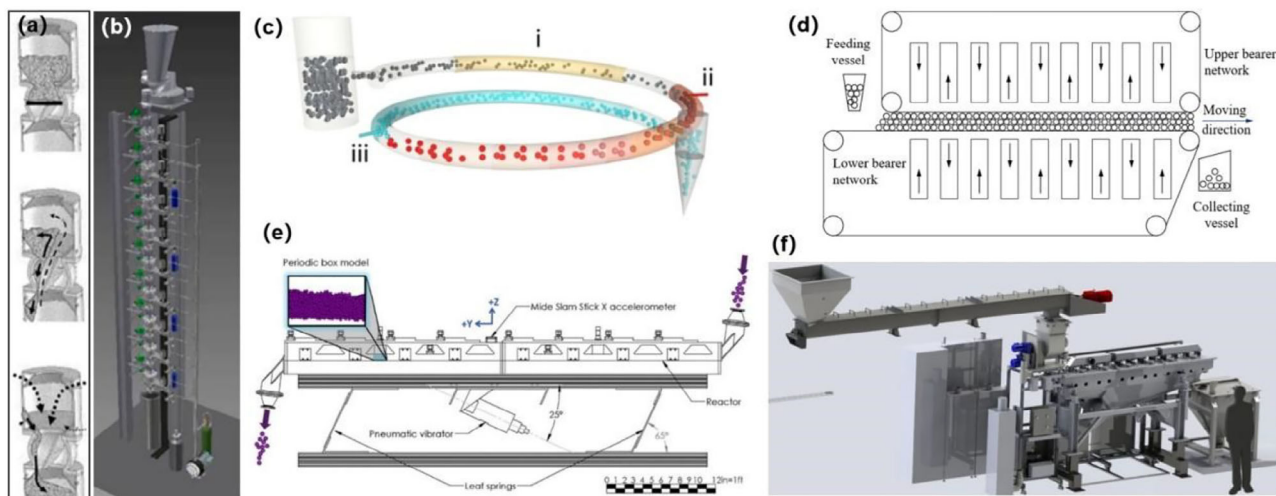 (a)
(b)
(c)
i
ii
iii
(d)
Feeding
vessel
Upper bearer
network
Moving
direction
Lower bearer
network
Collecting
vessel
(e)
Periodic box model
Mide Slam Stick X accelerometer
+Z
+Y
Reactor
25°
Pneumatic vibrator
65°
Leaf springs
0 1 2 3 4 5 6 7 8 9 10 12in=1ft
(f)